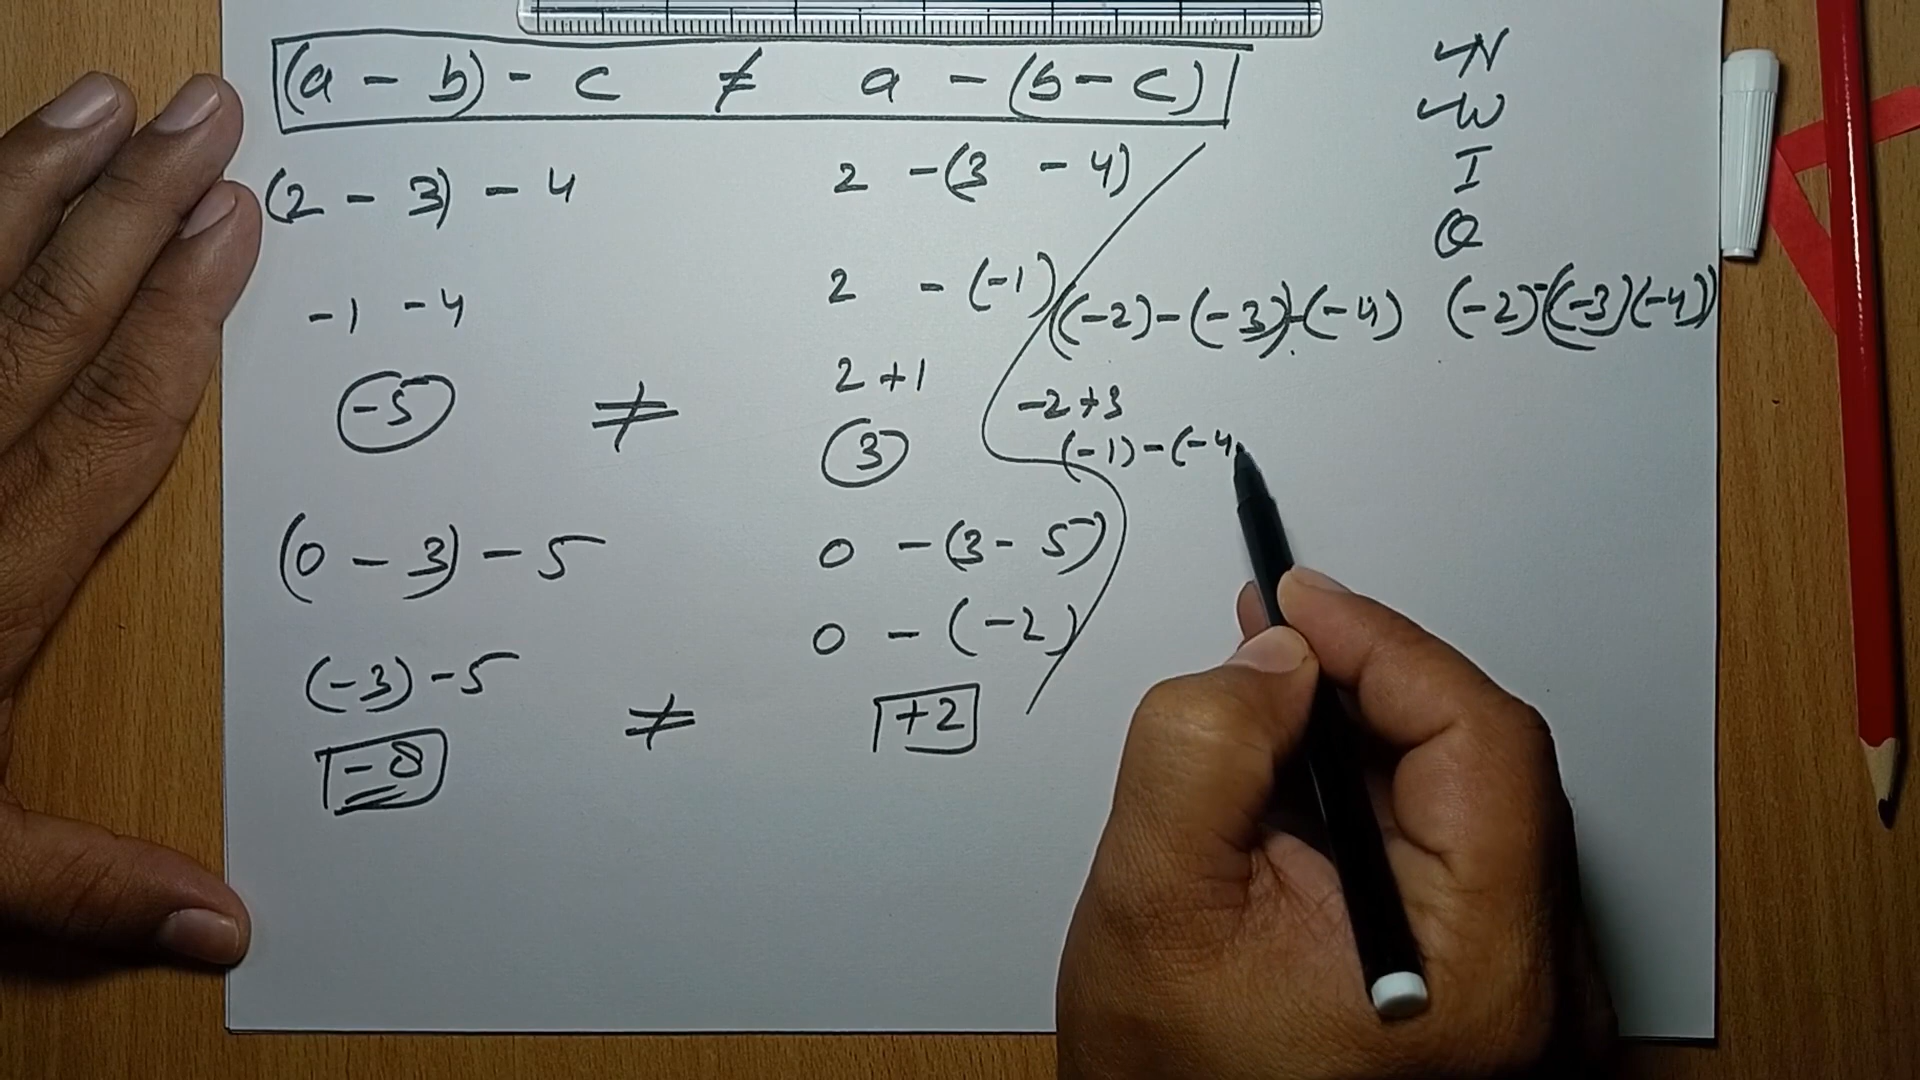 (a - b) - c ≠ a - (b - c)
(2 - 3) - 4
-1 -4
-5 ≠
(0 - 3) - 5
(-3) - 5
-8 ≠
2 - (3 - 4)
2 - (-1)
2 + 1
3
0 - (3 - 5)
0 - (-2)
+2
N
W
I
Q
((-2) - (-3)) - (-4)
-2 + 3
(-1) - (-4
(-2) - ((-3) (-4))